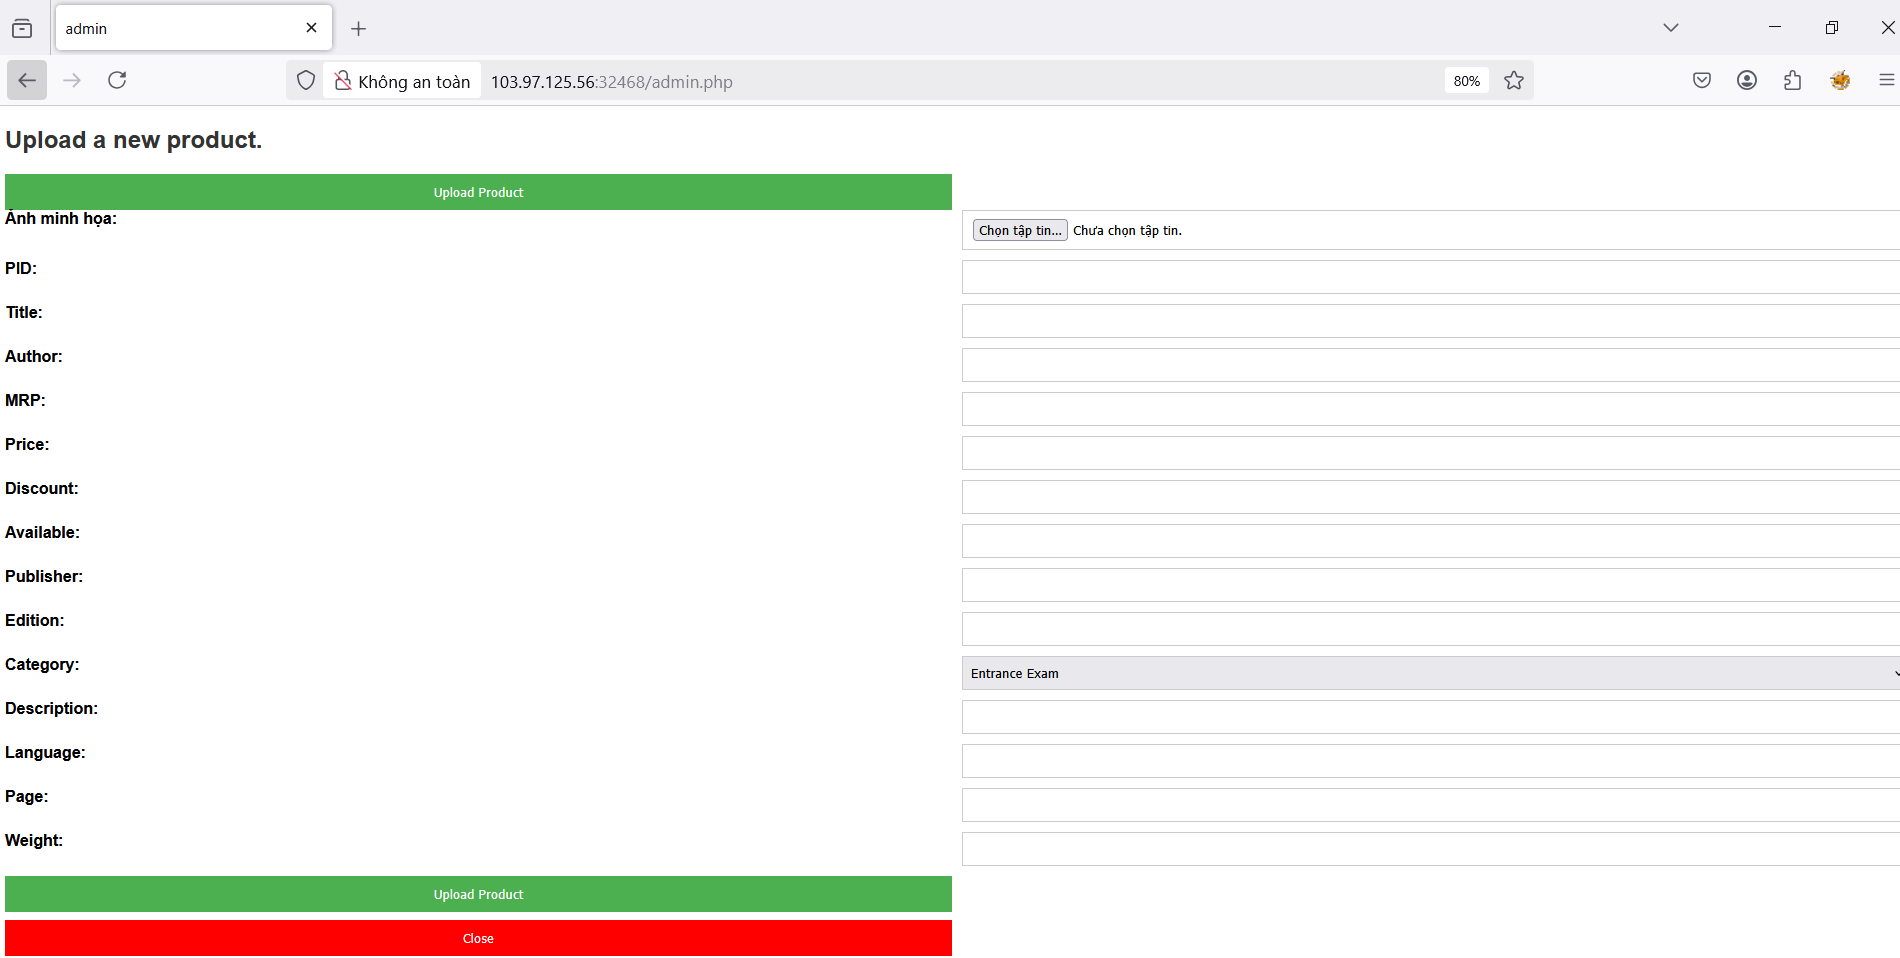 admin
Không an toàn
103.97.125.56:32468/admin.php
80%
Upload a new product.
Upload Product
Ảnh minh họa:
Chọn tập tin... Chưa chọn tập tin.
PID:
Title:
Author:
MRP:
Price:
Discount:
Available:
Publisher:
Edition:
Category:
Entrance Exam
Description:
Language:
Page:
Weight:
Upload Product
Close